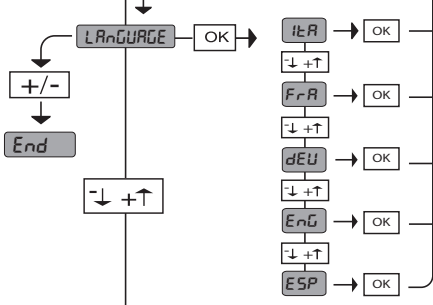 LAnGUAGE OK
+/-
End
-↓ +↑
ItA OK
-↓ +↑
FrA OK
-↓ +↑
dEU OK
-↓ +↑
EnG OK
-↓ +↑
ESP OK